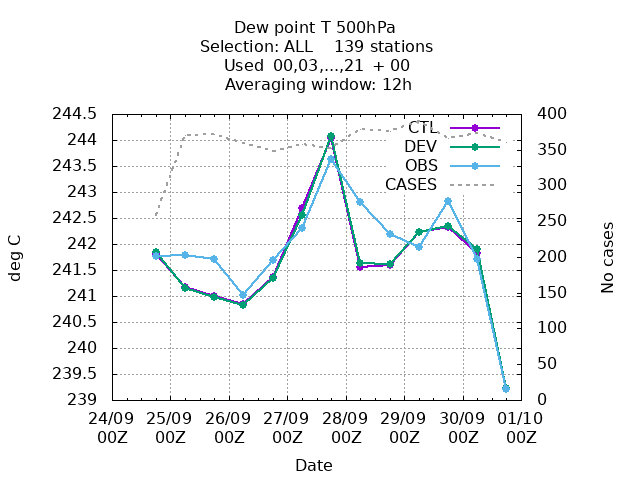 Dew point T 500hPa
Selection: ALL    139 stations
Used  00,03,...,21  + 00
Averaging window: 12h
244.5
244
243.5
243
242.5
242
241.5
241
240.5
240
239.5
239
400
350
300
250
200
150
100
50
0
CTL
DEV
OBS
CASES
deg C
No cases
24/09 25/09 26/09 27/09 28/09 29/09 30/09 01/10
00Z 00Z 00Z 00Z 00Z 00Z 00Z 00Z
Date